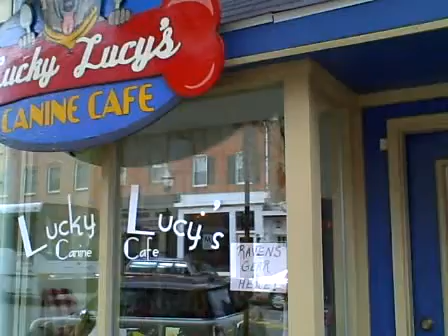 Lucky Lucy's
CANINE CAFE
Lucky Lucy's
Canine Cafe
RAVENS
GEAR
HERE!